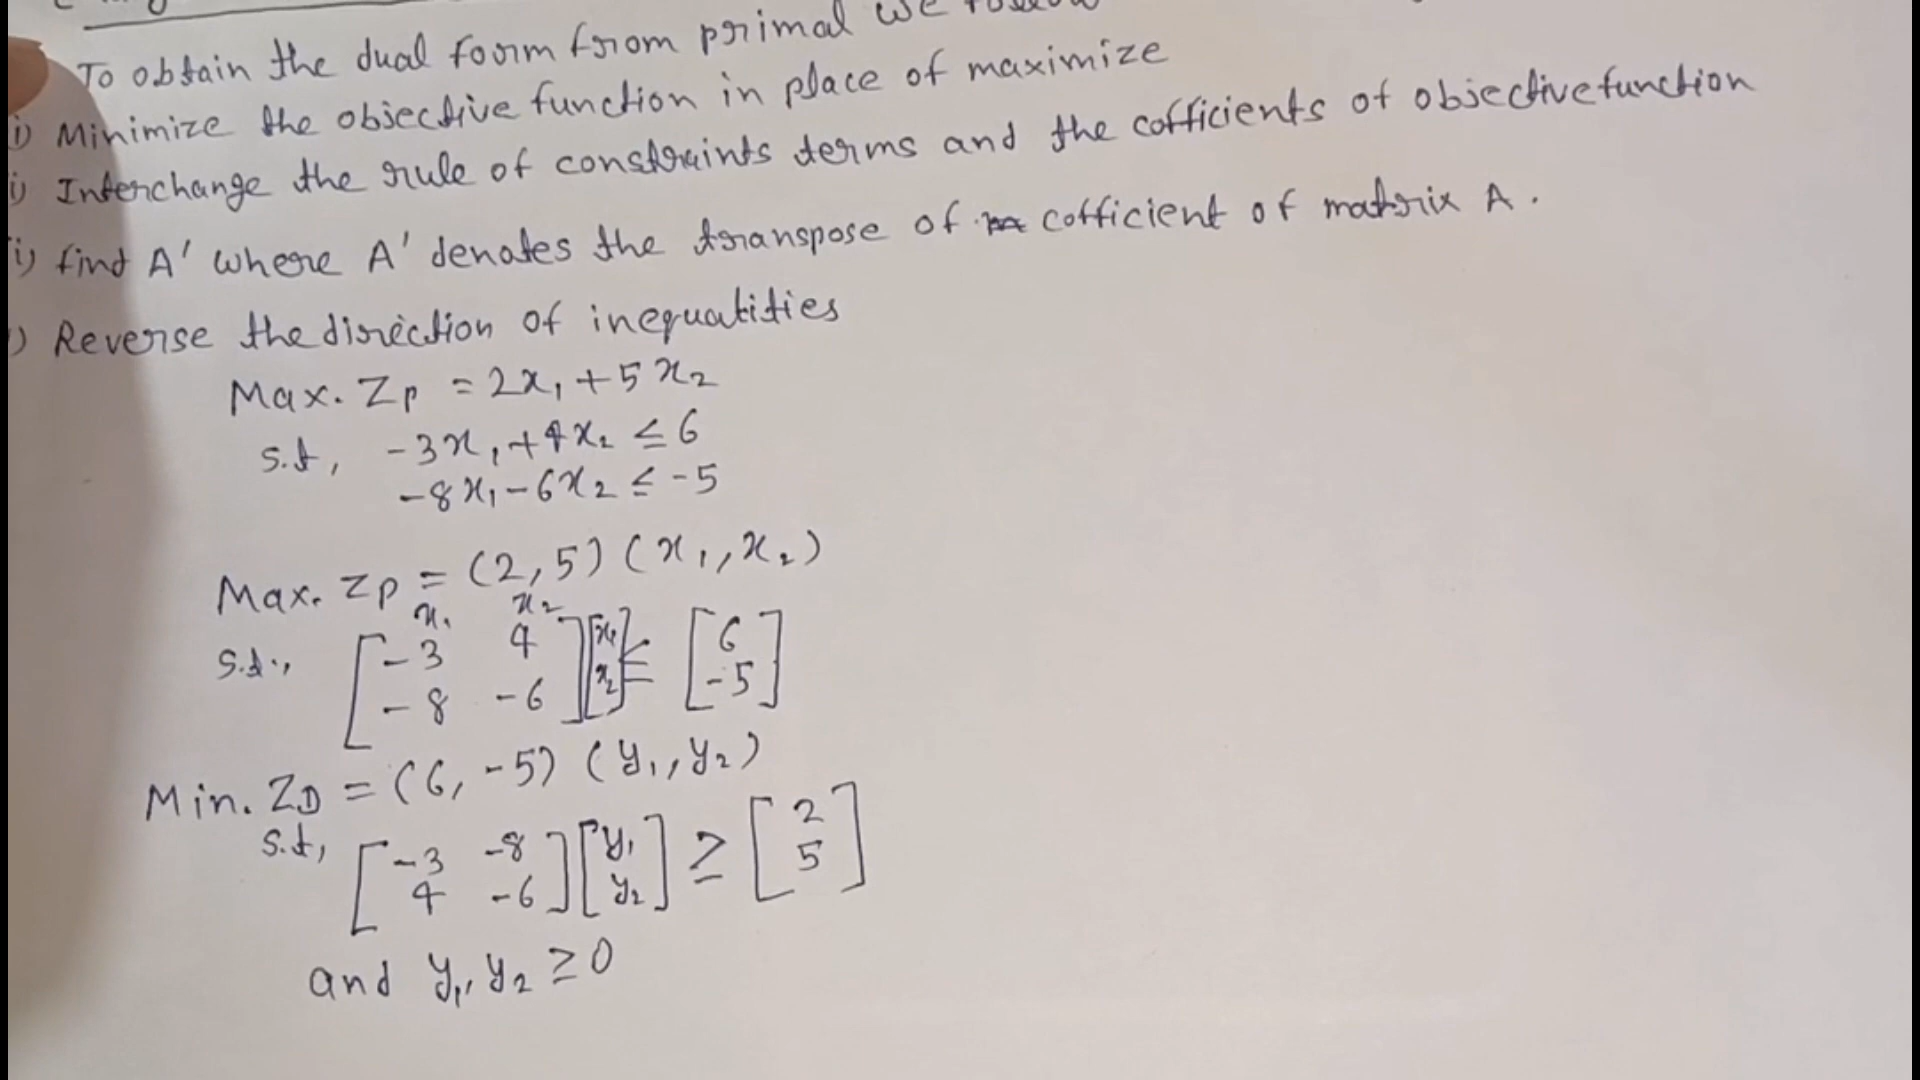 To obtain the dual form from primal we follow
i) Minimize the objective function in place of maximize
i) Interchange the rule of constraints terms and the cofficients of objective function
i) find A' where A' denotes the transpose of cofficient of matrix A.
) Reverse the direction of inequalities
Max. Zp = 2x₁ + 5x₂
s.t, -3x₁ + 4x₂ ≤ 6
-8x₁ - 6x₂ ≤ -5
Max. Zp = (2, 5) (x₁, x₂)
x₁ x₂
s.t., [-3 4] [x₁] ≤ [6]
[-8 -6] [x₂] [-5]
Min. ZD = (6, -5) (y₁, y₂)
s.t, [-3 -8] [y₁] ≥ [2]
[4 -6] [y₂] [5]
and y₁, y₂ ≥ 0